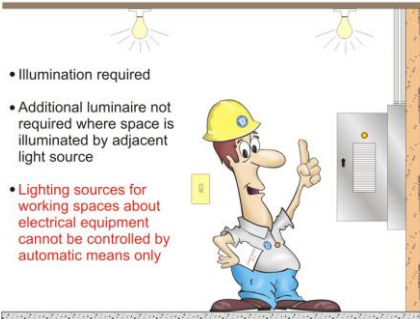 • Illumination required
• Additional luminaire not
required where space is
illuminated by adjacent
light source
• Lighting sources for
working spaces about
electrical equipment
cannot be controlled by
automatic means only